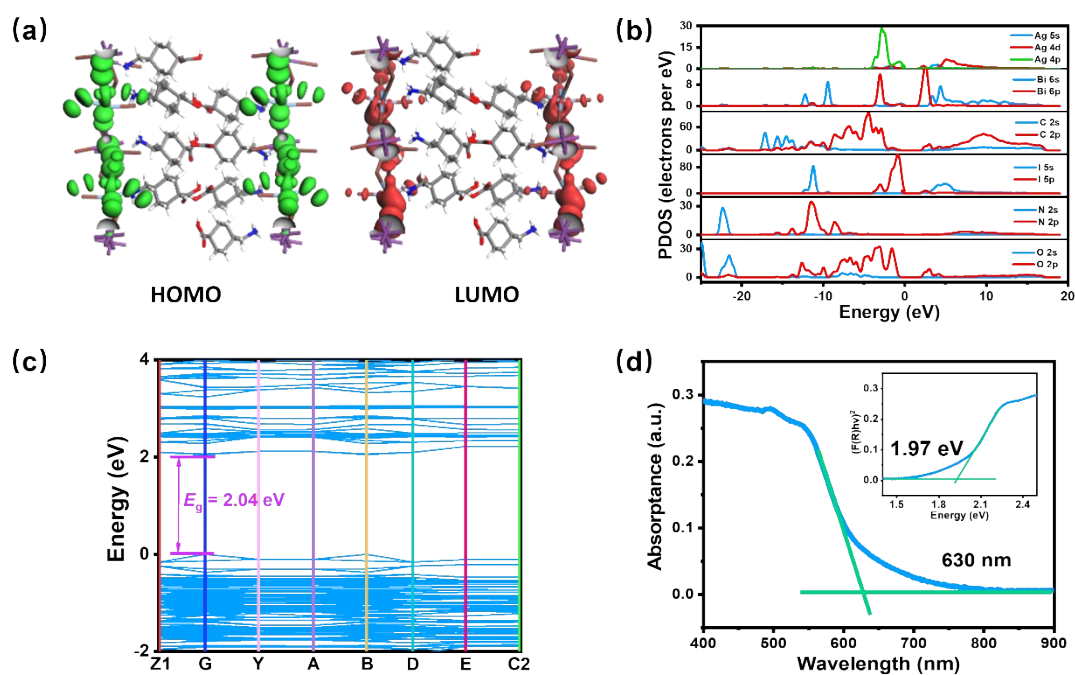 (a)
HOMO
LUMO
(b)
PDOS (electrons per eV)
30
15
0
Ag 5s
Ag 4d
Ag 4p
8
0
Bi 6s
Bi 6p
60
0
C 2s
C 2p
80
0
I 5s
I 5p
30
0
N 2s
N 2p
30
0
O 2s
O 2p
-20
-10
0
10
20
Energy (eV)
(c)
Energy (eV)
4
2
0
-2
Eg = 2.04 eV
Z1
G
Y
A
B
D
E
C2
(d)
Absorptance (a.u.)
0.3
0.2
0.1
0.0
630 nm
400
500
600
700
800
900
Wavelength (nm)
(F(R)hv)²
0.3
0.2
0.1
0.0
1.97 eV
1.5
1.8
2.1
2.4
Energy (eV)